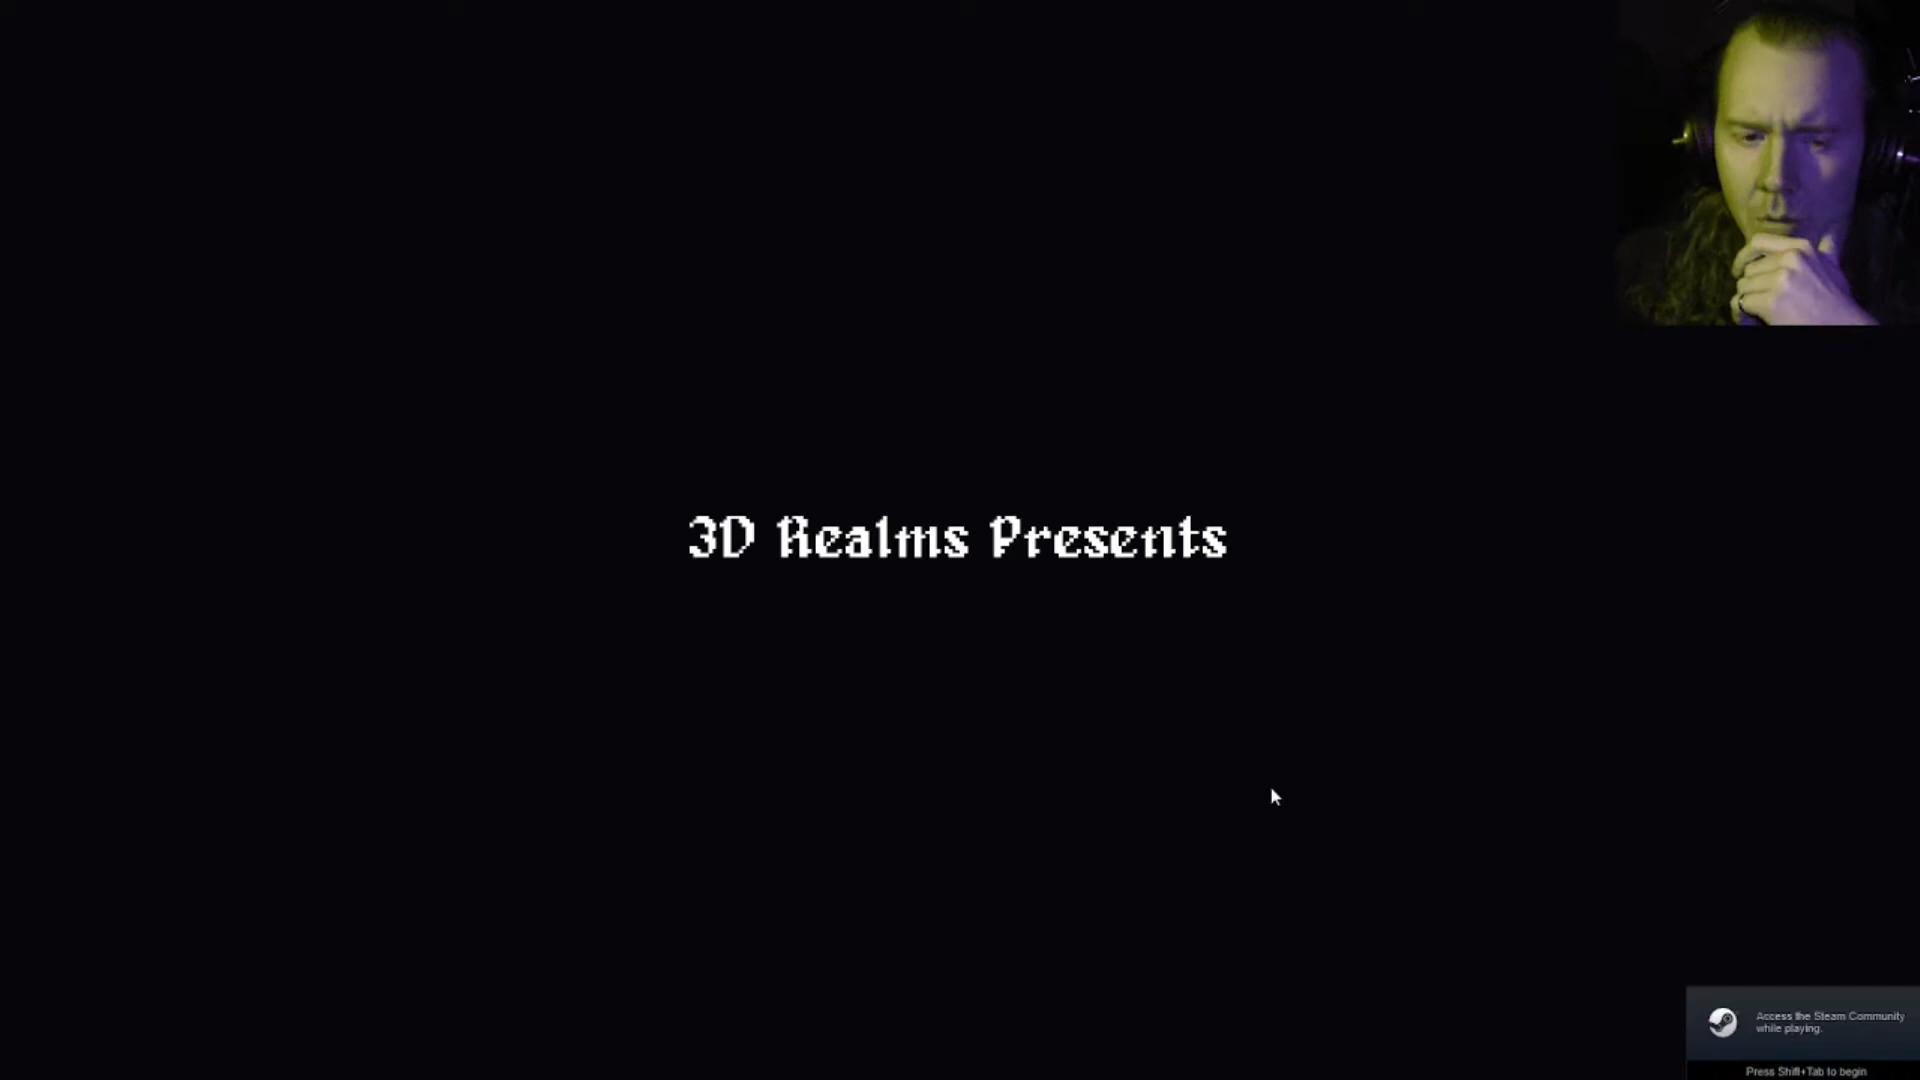 3D Realms Presents
Access the Steam Community
while playing.
Press Shift+Tab to begin